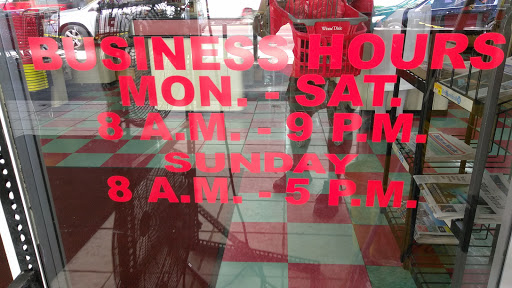 BUSINESS HOURS
MON. - SAT.
8 A.M. - 9 P.M.
SUNDAY
8 A.M. - 5 P.M.